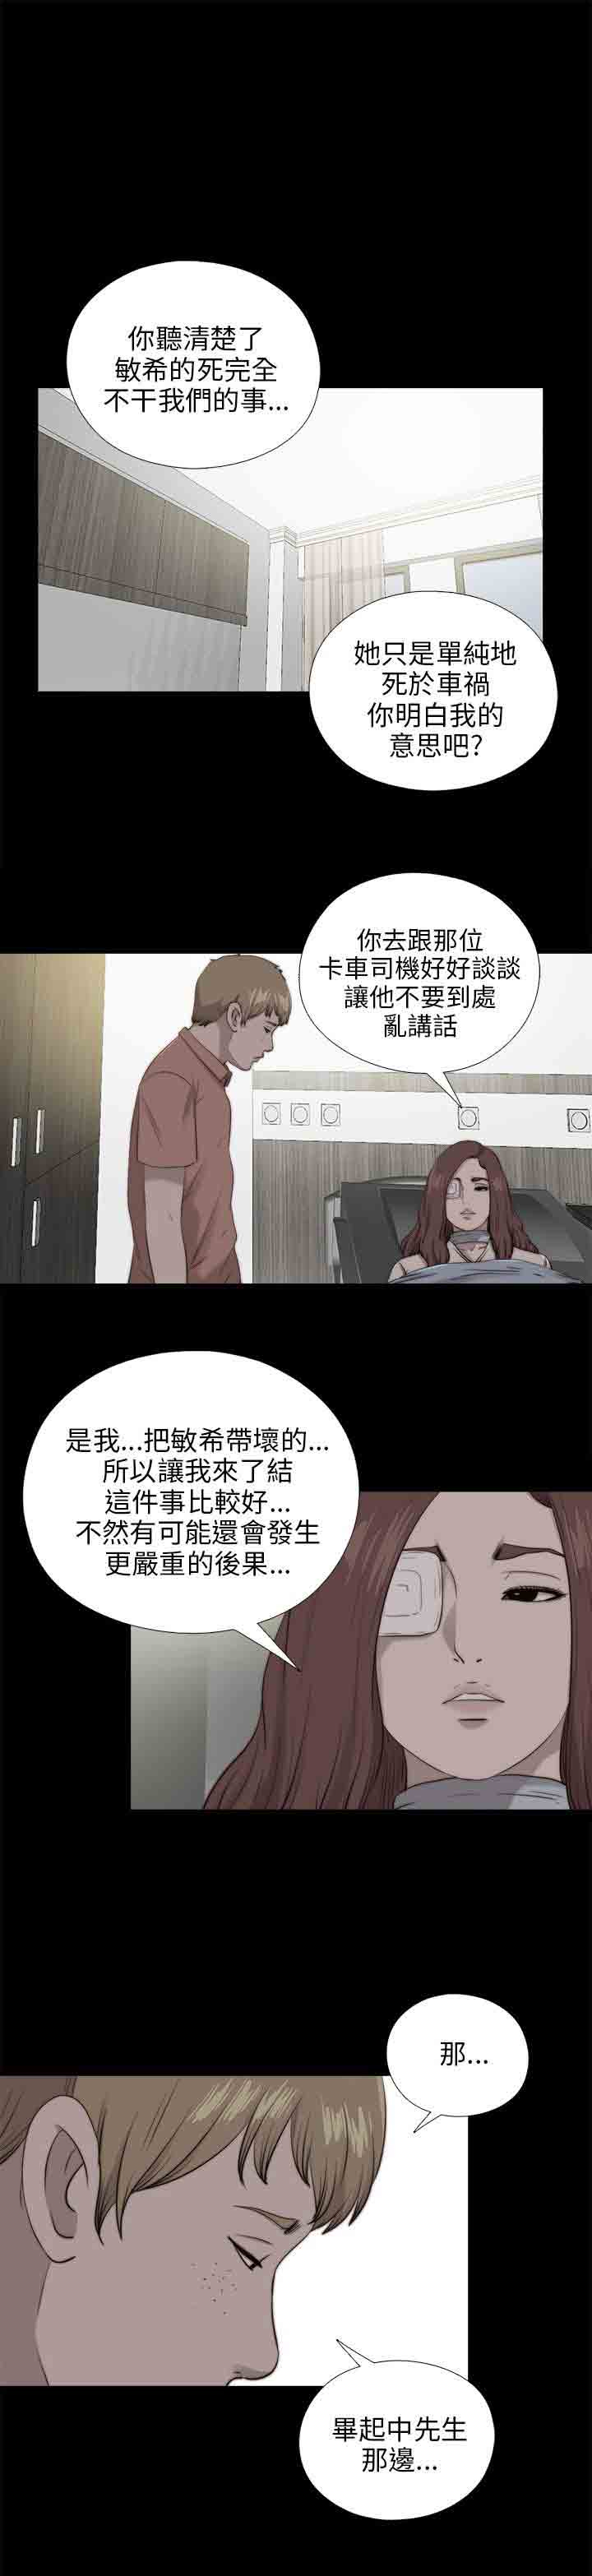 你聽清楚了
敏希的死完全
不干我們的事...
她只是單純地
死於車禍
你明白我的
意思吧?
你去跟那位
卡車司機好好談談
讓他不要到處
亂講話
是我...把敏希帶壞的...
所以讓我來了結
這件事比較好...
不然有可能還會發生
更嚴重的後果...
那...
畢起中先生
那邊...